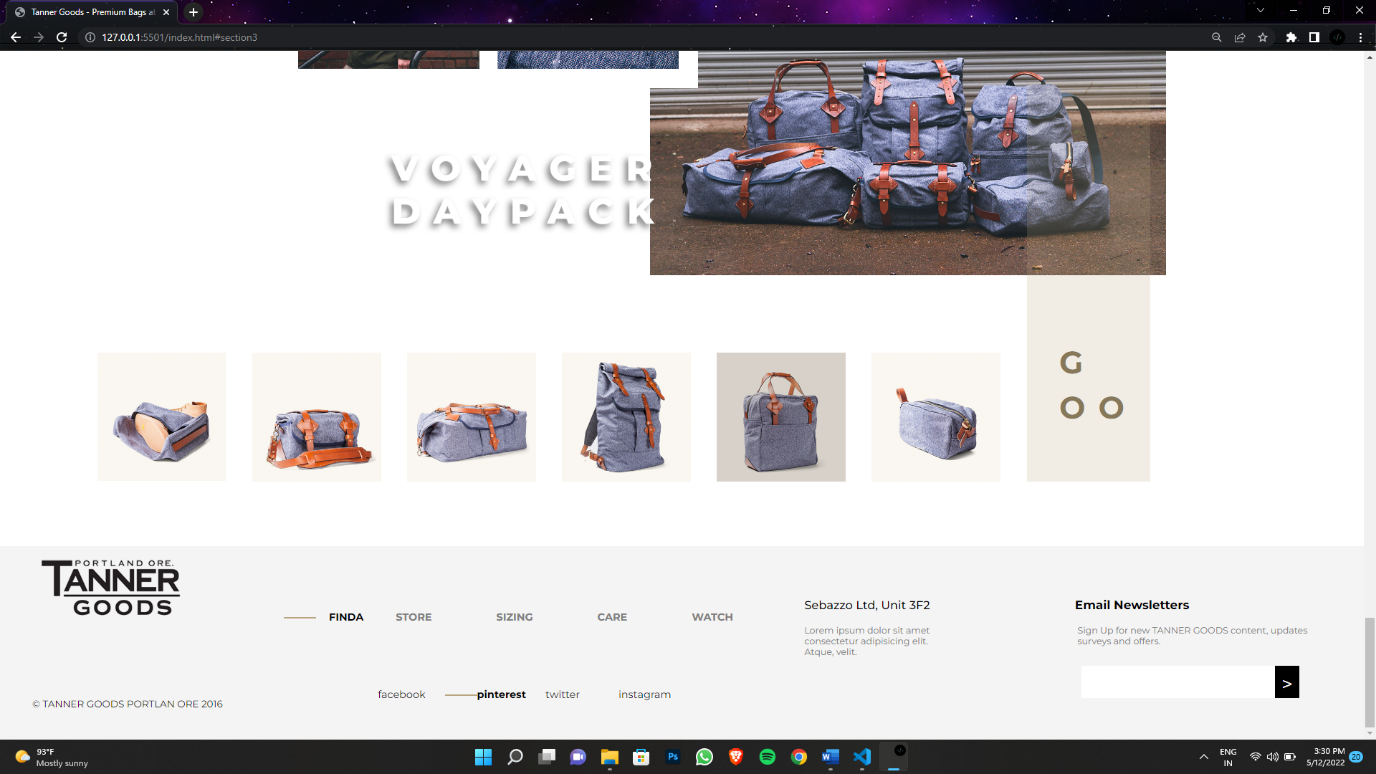 Tanner Goods - Premium Bags at
127.0.0.1:5501/index.html#section3
VOYAGER
DAYPACK
G
O O
PORTLAND ORE.
TANNER
GOODS
FINDA STORE SIZING CARE WATCH
facebook pinterest twitter instagram
© TANNER GOODS PORTLAN ORE 2016
Sebazzo Ltd, Unit 3F2
Lorem ipsum dolor sit amet
consectetur adipisicing elit.
Atque, velit.
Email Newsletters
Sign Up for new TANNER GOODS content, updates
surveys and offers.
>
93°F
Mostly sunny
Ps
W
ENG
IN
3:30 PM
5/12/2022
20